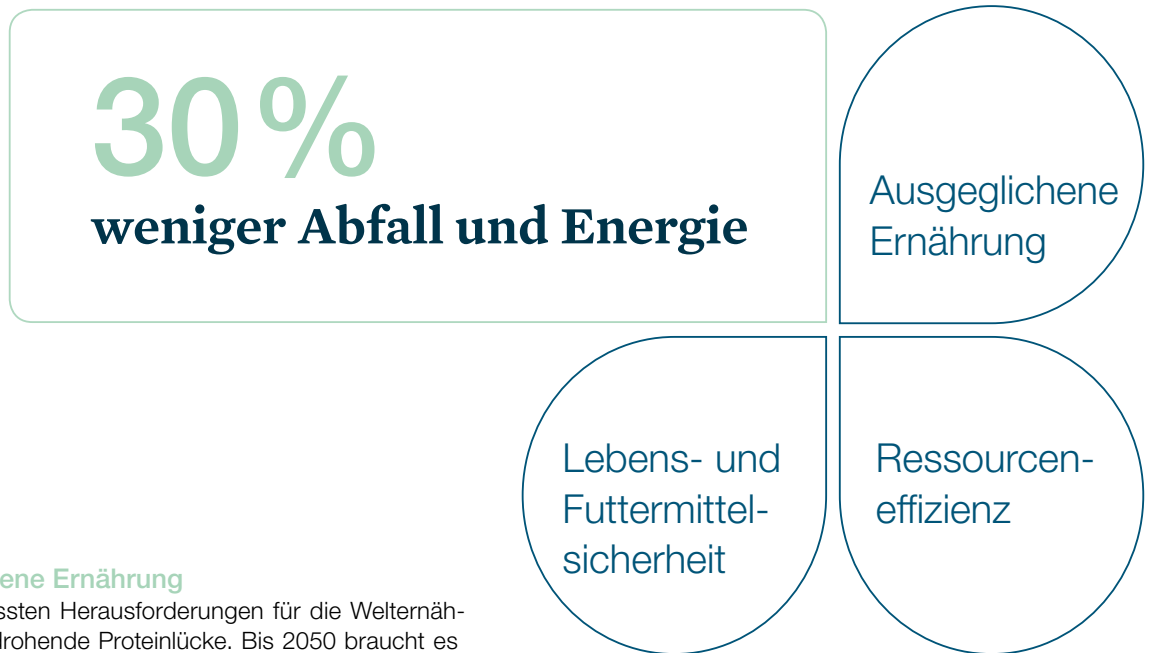 30 %
weniger Abfall und Energie
Ausgeglichene
Ernährung
Lebens- und
Futtermittel-
sicherheit
Ressourcen-
effizienz
ene Ernährung
ssten Herausforderungen für die Welternäh-
drohende Proteinlücke. Bis 2050 braucht es